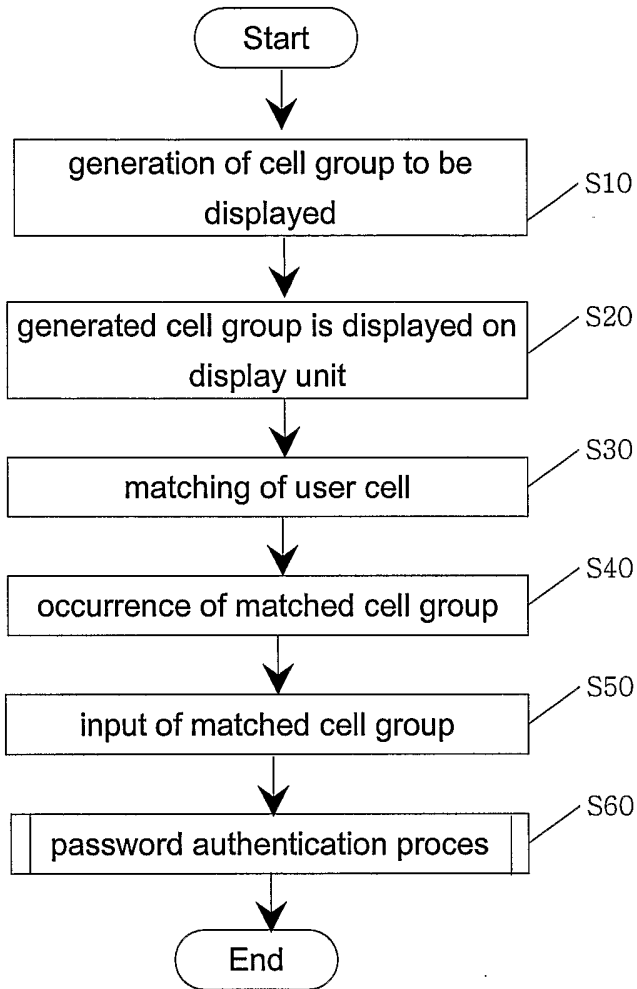 Start
generation of cell group to be
displayed
S10
generated cell group is displayed on
display unit
S20
matching of user cell
S30
occurrence of matched cell group
S40
input of matched cell group
S50
password authentication proces
S60
End